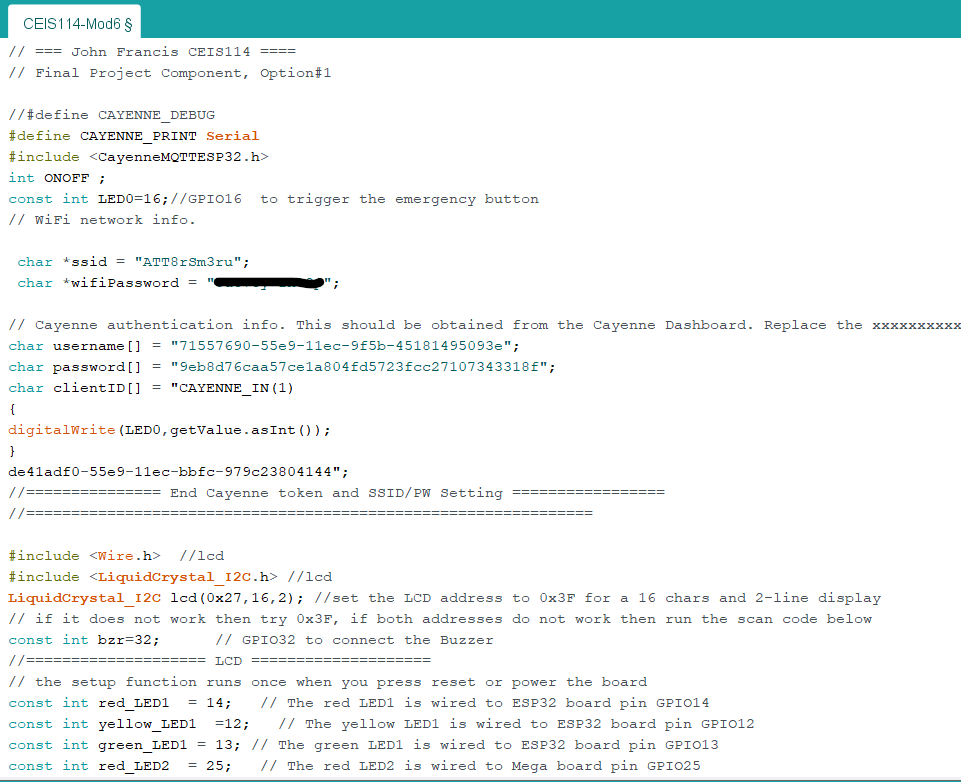 CEIS114-Mod6 §
// === John Francis CEIS114 ====
// Final Project Component, Option#1
//#define CAYENNE_DEBUG
#define CAYENNE_PRINT Serial
#include <CayenneMQTTESP32.h>
int ONOFF ;
const int LED0=16;//GPIO16  to trigger the emergency button
// WiFi network info.
char *ssid = "ATT8rSm3ru";
char *wifiPassword = "";
// Cayenne authentication info. This should be obtained from the Cayenne Dashboard. Replace the xxxxxxxxxx
char username[] = "71557690-55e9-11ec-9f5b-45181495093e";
char password[] = "9eb8d76caa57ce1a804fd5723fcc27107343318f";
char clientID[] = "CAYENNE_IN(1)
{
digitalWrite(LED0,getValue.asInt());
}
de41adf0-55e9-11ec-bbfc-979c23804144";
//=============== End Cayenne token and SSID/PW Setting =================
//===============================================================
#include <Wire.h>  //lcd
#include <LiquidCrystal_I2C.h> //lcd
LiquidCrystal_I2C lcd(0x27,16,2); //set the LCD address to 0x3F for a 16 chars and 2-line display
// if it does not work then try 0x3F, if both addresses do not work then run the scan code below
const int bzr=32;      // GPIO32 to connect the Buzzer
//==================== LCD ====================
// the setup function runs once when you press reset or power the board
const int red_LED1  = 14;   // The red LED1 is wired to ESP32 board pin GPIO14
const int yellow_LED1  =12;   // The yellow LED1 is wired to ESP32 board pin GPIO12
const int green_LED1 = 13; // The green LED1 is wired to ESP32 board pin GPIO13
const int red_LED2  = 25;   // The red LED2 is wired to Mega board pin GPIO25